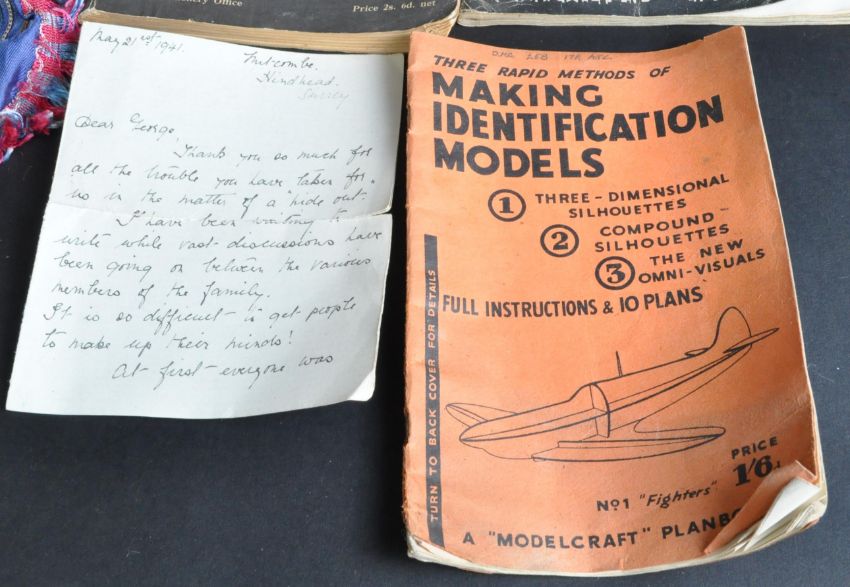 ery Office
Price 2s. 6d. net
May 21st 1941.
Hindhead.
Surrey
Dear George,
Thank you so much for
all the trouble you have taken for
us in the matter of a "hide out".
I have been waiting to
write while vast discussions have
been going on between the various
members of the family.
It is so difficult to get people
to make up their minds!
At first everyone was
THREE RAPID METHODS OF
MAKING
IDENTIFICATION
MODELS
1 THREE-DIMENSIONAL
SILHOUETTES
2 COMPOUND
SILHOUETTES
3 THE NEW
OMNI-VISUALS
FULL INSTRUCTIONS & 10 PLANS
TURN TO BACK COVER FOR DETAILS
PRICE
1/6
No 1 "Fighters"
A "MODELCRAFT" PLANBO